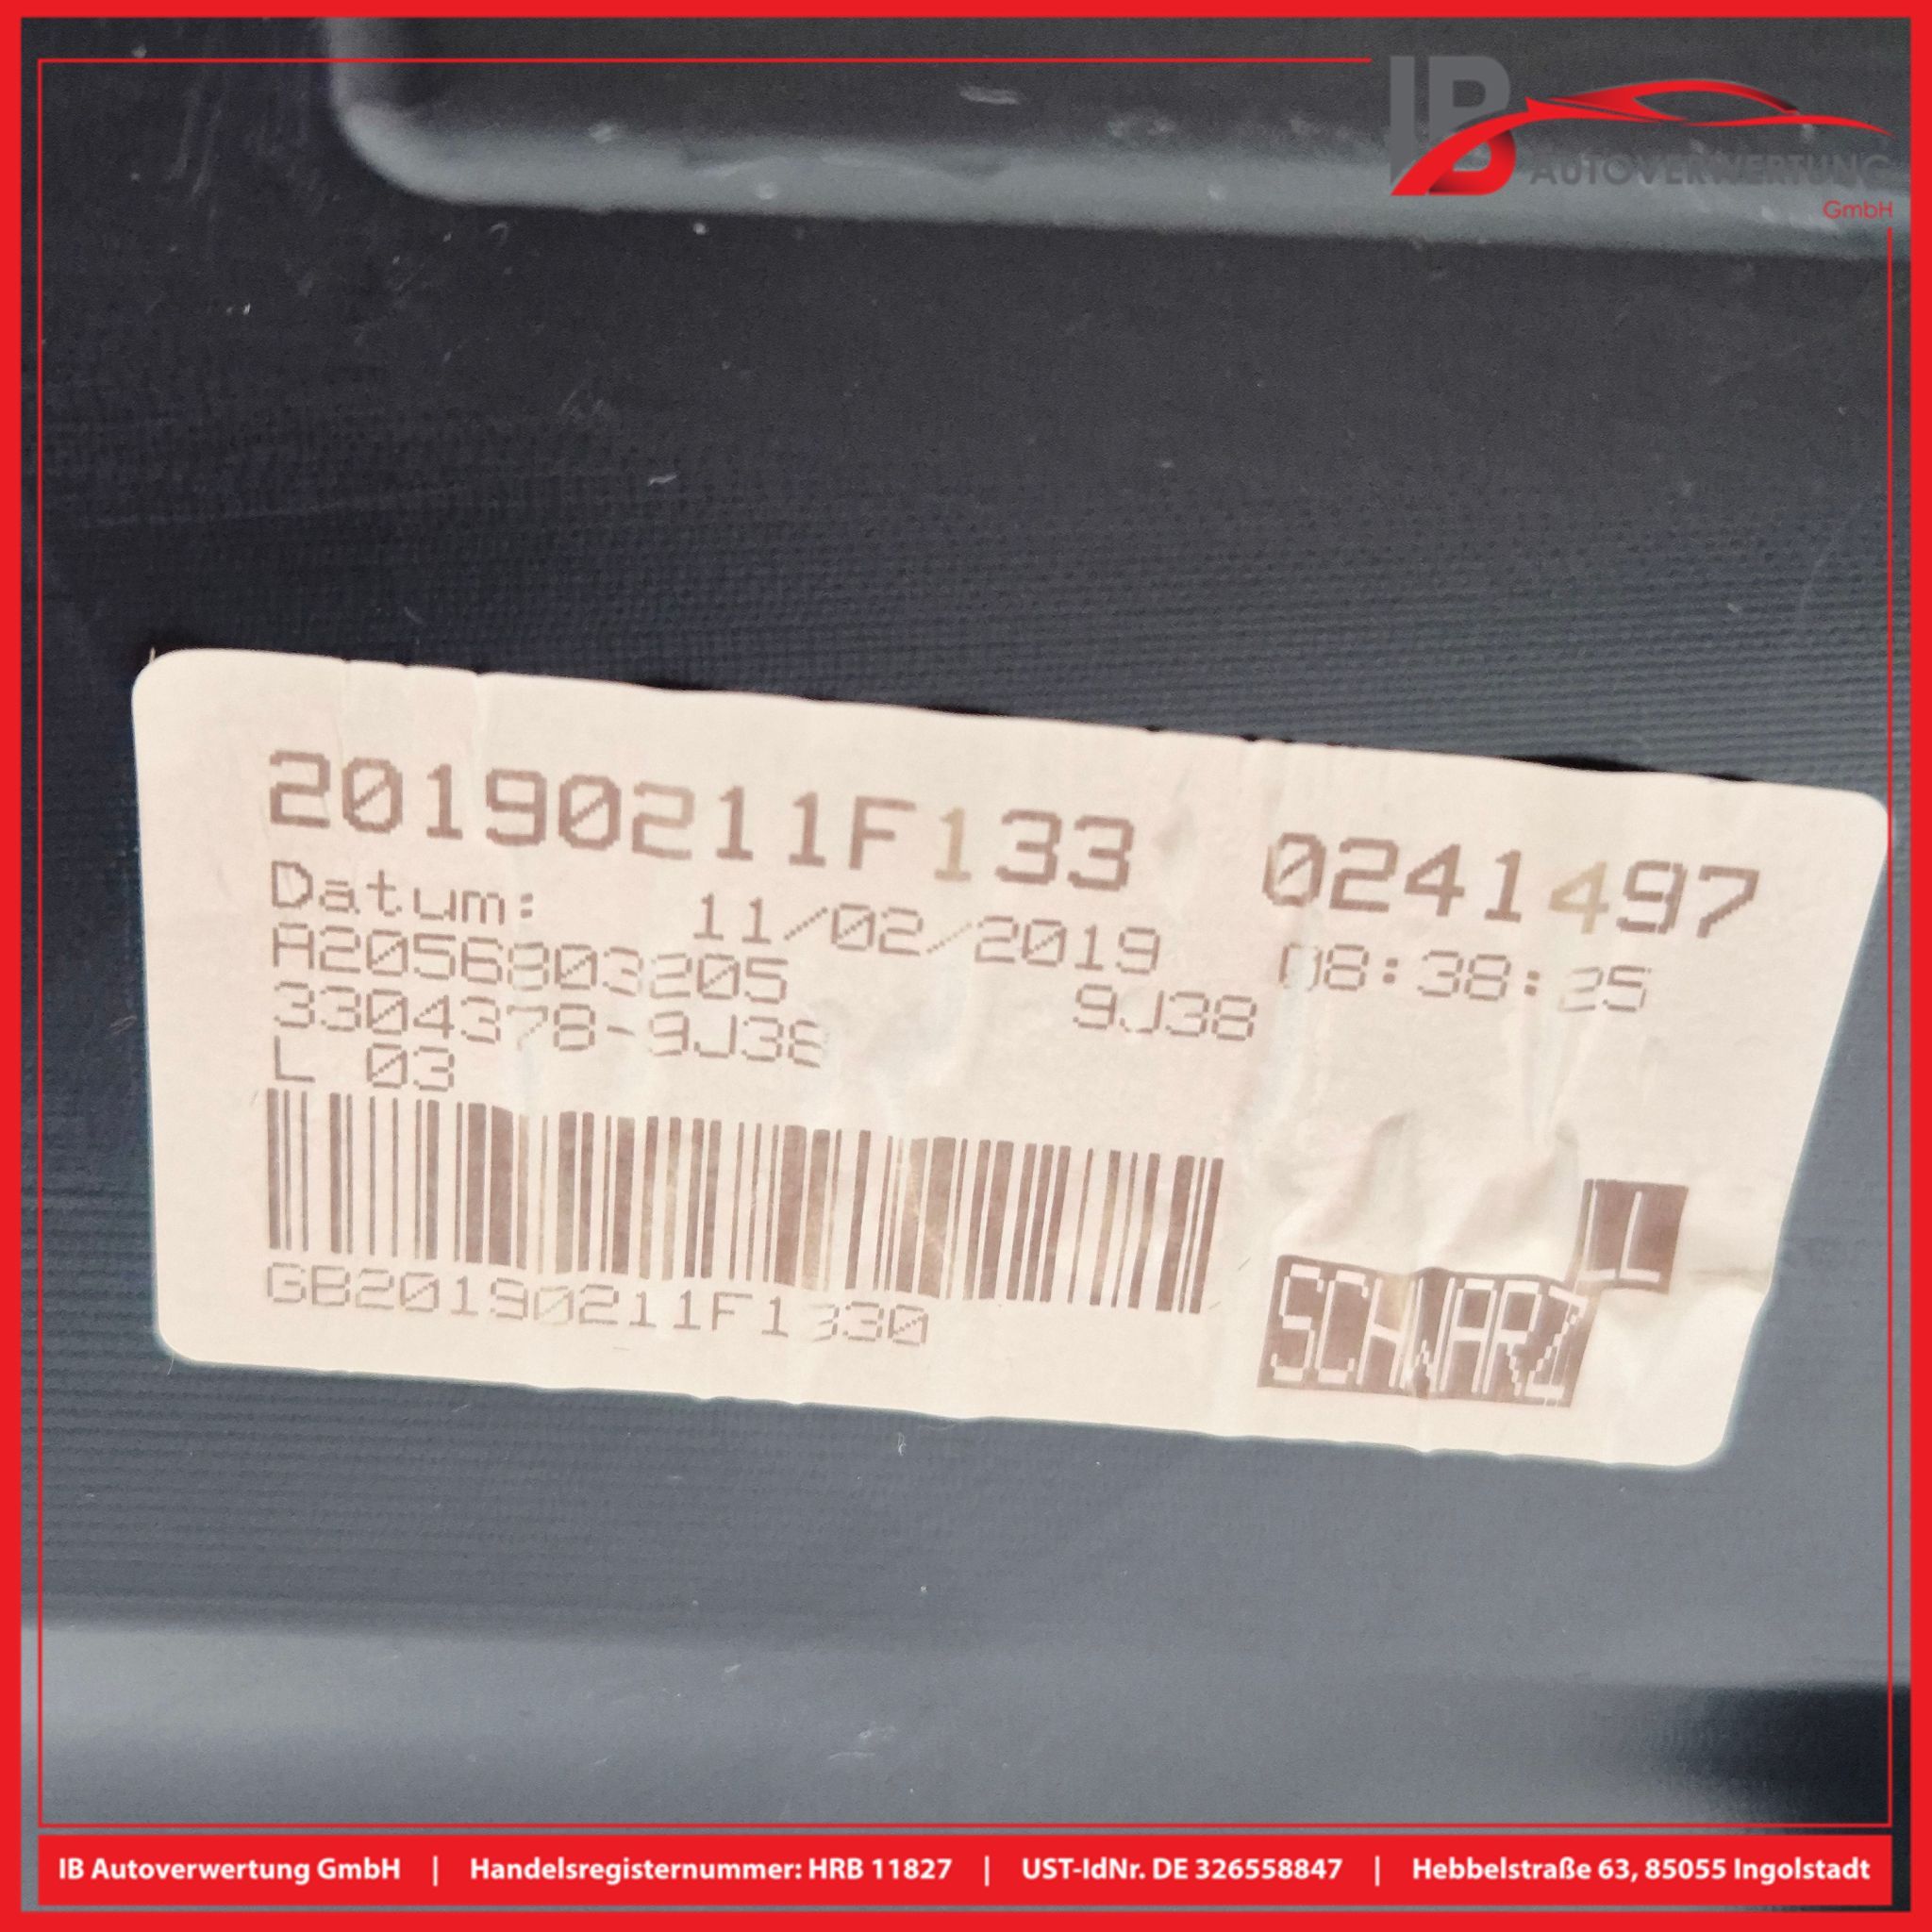 IB
AUTOVERWERTUNG
GmbH
20190211F133 0241497
Datum: 11/02/2019 08:38:25
A2056803205 9J38
3304378-9J38
L 03
GB20190211F1330
LL
SCHWARZ
IB Autoverwertung GmbH | Handelsregisternummer: HRB 11827 | UST-IdNr. DE 326558847 | Hebbelstraße 63, 85055 Ingolstadt